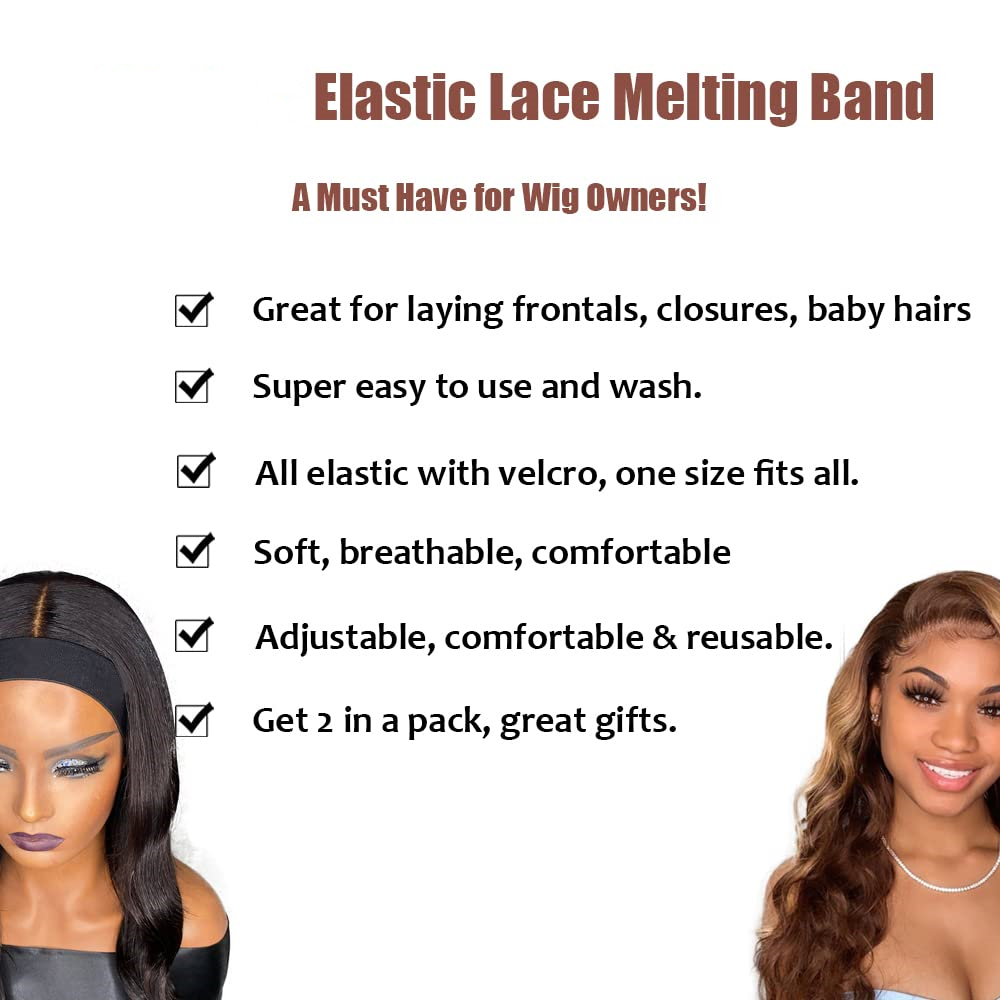 Elastic Lace Melting Band
A Must Have for Wig Owners!
Great for laying frontals, closures, baby hairs
Super easy to use and wash.
All elastic with velcro, one size fits all.
Soft, breathable, comfortable
Adjustable, comfortable & reusable.
Get 2 in a pack, great gifts.